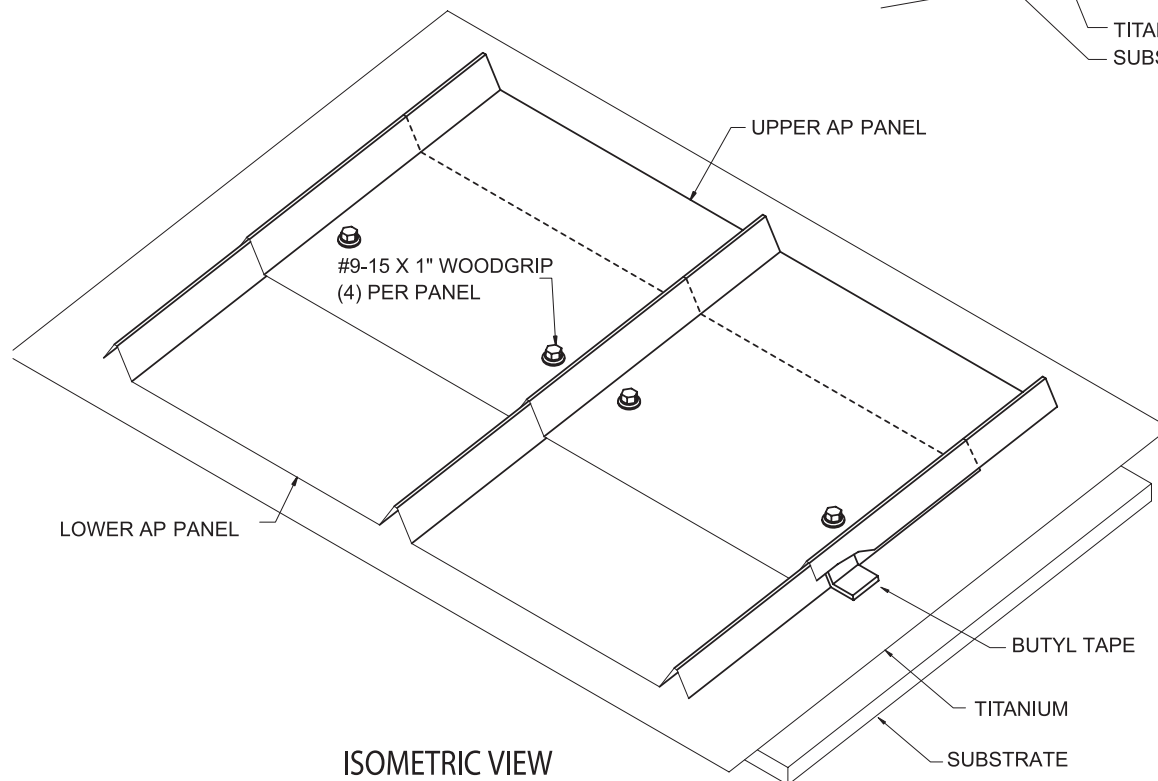 UPPER AP PANEL
#9-15 X 1" WOODGRIP
(4) PER PANEL
LOWER AP PANEL
BUTYL TAPE
TITANIUM
SUBSTRATE
ISOMETRIC VIEW